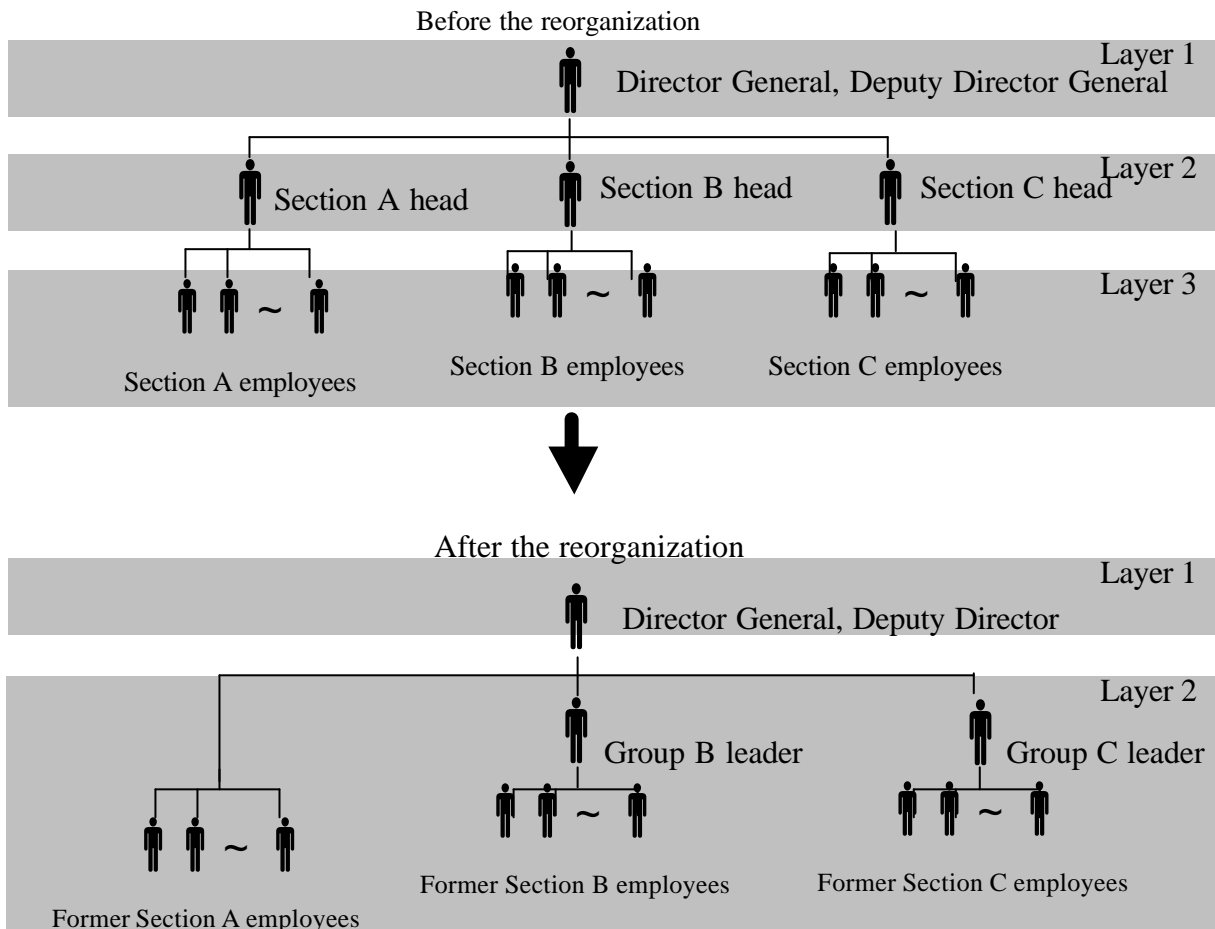 Before the reorganization
Layer 1
Director General, Deputy Director General
Layer 2
Section A head
Section B head
Section C head
Layer 3
~
~
~
Section A employees
Section B employees
Section C employees
After the reorganization
Layer 1
Director General, Deputy Director
Layer 2
Group B leader
Group C leader
~
~
~
Former Section A employees
Former Section B employees
Former Section C employees